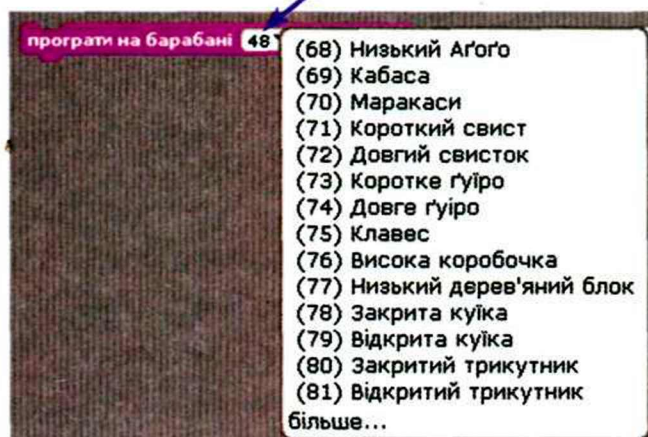 програти на барабані 48
(68) Низький Аґоґо
(69) Кабаса
(70) Маракаси
(71) Короткий свист
(72) Довгий свисток
(73) Коротке ґуїро
(74) Довге ґуіро
(75) Клавес
(76) Висока коробочка
(77) Низький дерев'яний блок
(78) Закрита куїка
(79) Відкрита куїка
(80) Закритий трикутник
(81) Відкритий трикутник
більше...